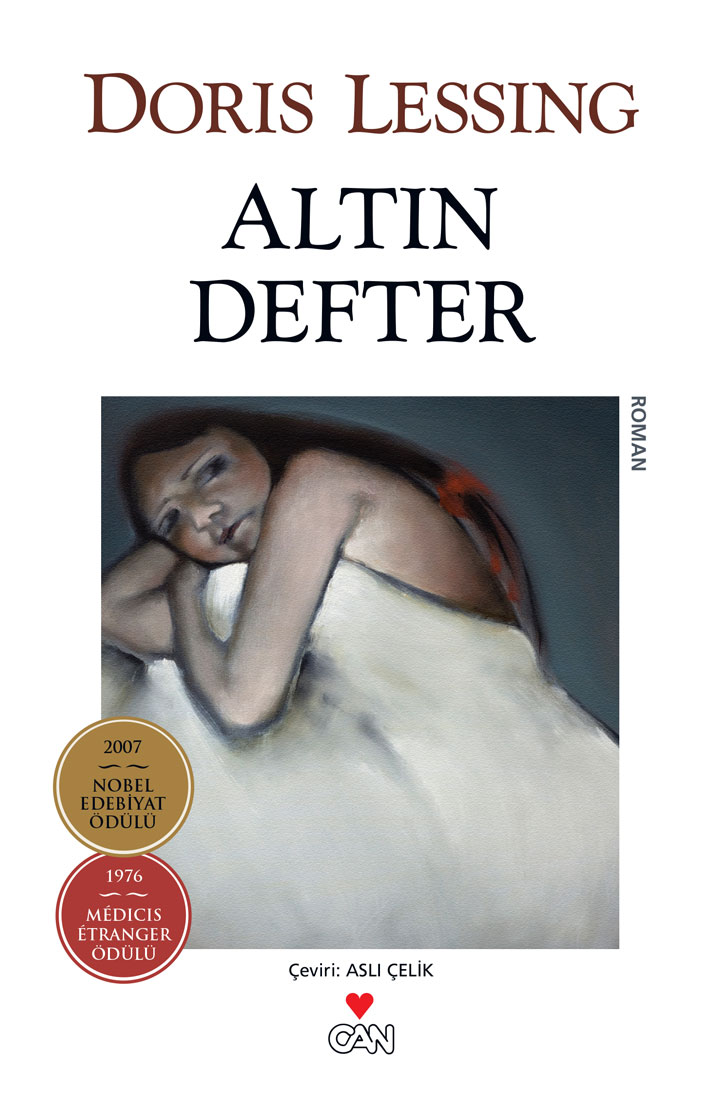 DORIS LESSING
ALTIN
DEFTER
ROMAN
2007
NOBEL
EDEBİYAT
ÖDÜLÜ
1976
MÉDICIS
ÉTRANGER
ÖDÜLÜ
Çeviri: ASLI ÇELİK
CAN